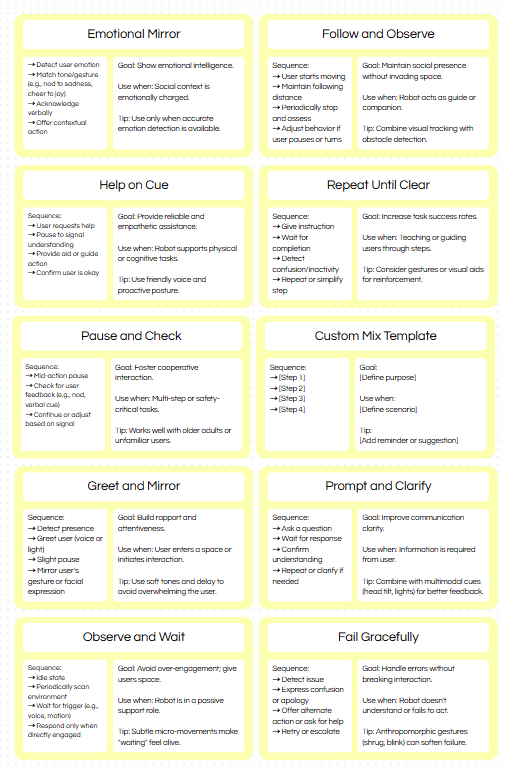 Emotional Mirror
→ Detect user emotion
→ Match tone/gesture
(e.g., nod to sadness,
cheer to joy)
→ Acknowledge
verbally
→ Offer contextual
action
Goal: Show emotional intelligence.
Use when: Social context is
emotionally charged.
Tip: Use only when accurate
emotion detection is available.
Follow and Observe
Sequence:
→ User starts moving
→ Maintain following
distance
→ Periodically stop
and assess
→ Adjust behavior if
user pauses or turns
Goal: Maintain social presence
without invading space.
Use when: Robot acts as guide or
companion.
Tip: Combine visual tracking with
obstacle detection.
Help on Cue
Sequence:
→ User requests help
→ Pause to signal
understanding
→ Provide aid or guide
action
→ Confirm user is okay
Goal: Provide reliable and
empathetic assistance.
Use when: Robot supports physical
or cognitive tasks.
Tip: Use friendly voice and
proactive posture.
Repeat Until Clear
Sequence:
→ Give instruction
→ Wait for
completion
→ Detect
confusion/inactivity
→ Repeat or simplify
step
Goal: Increase task success rates.
Use when: Teaching or guiding
users through steps.
Tip: Consider gestures or visual aids
for reinforcement.
Pause and Check
Sequence:
→ Mid-action pause
→ Check for user
feedback (e.g., nod,
verbal cue)
→ Continue or adjust
based on signal
Goal: Foster cooperative
interaction.
Use when: Multi-step or safety-
critical tasks.
Tip: Works well with older adults or
unfamiliar users.
Custom Mix Template
Sequence:
→ [Step 1]
→ [Step 2]
→ [Step 3]
→ [Step 4]
Goal:
[Define purpose]
Use when:
[Define scenario]
Tip:
[Add reminder or suggestion]
Greet and Mirror
Sequence:
→ Detect presence
→ Greet user (voice or
light)
→ Slight pause
→ Mirror user's
gesture or facial
expression
Goal: Build rapport and
attentiveness.
Use when: User enters a space or
initiates interaction.
Tip: Use soft tones and delay to
avoid overwhelming the user.
Prompt and Clarify
Sequence:
→ Ask a question
→ Wait for response
→ Confirm
understanding
→ Repeat or clarify if
needed
Goal: Improve communication
clarity.
Use when: Information is required
from user.
Tip: Combine with multimodal cues
(head tilt, lights) for better feedback.
Observe and Wait
Sequence:
→ Idle state
→ Periodically scan
environment
→ Wait for trigger (e.g.,
voice, motion)
→ Respond only when
directly engaged
Goal: Avoid over-engagement; give
users space.
Use when: Robot is in a passive
support role.
Tip: Subtle micro-movements make
"waiting" feel alive.
Fail Gracefully
Sequence:
→ Detect issue
→ Express confusion
or apology
→ Offer alternate
action or ask for help
→ Retry or escalate
Goal: Handle errors without
breaking interaction.
Use when: Robot doesn't
understand or fails to act.
Tip: Anthropomorphic gestures
(shrug, blink) can soften failure.